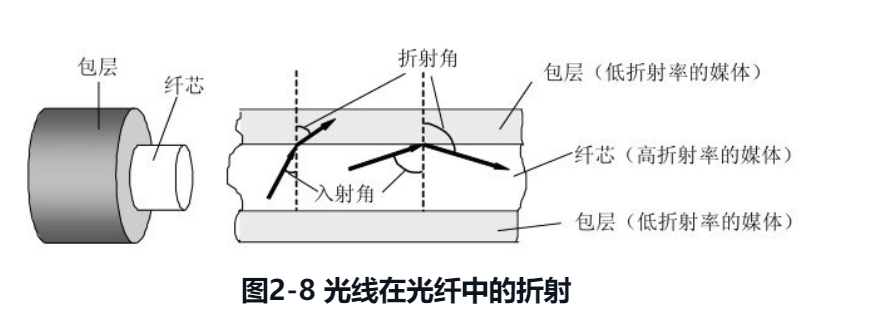 包层
纤芯
折射角
包层（低折射率的媒体）
纤芯（高折射率的媒体）
入射角
包层（低折射率的媒体）
图2-8 光线在光纤中的折射